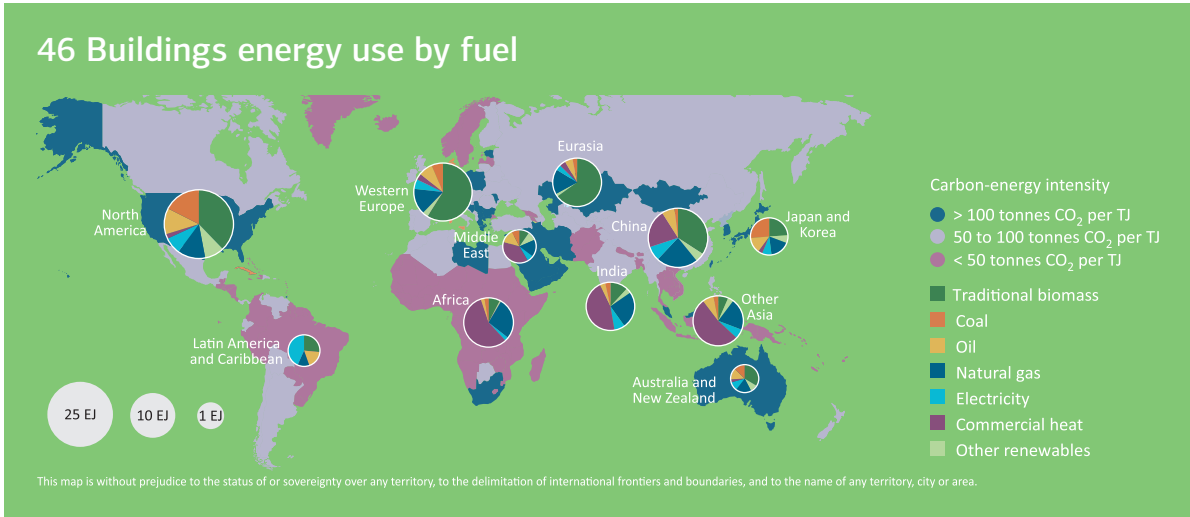 46 Buildings energy use by fuel
Eurasia
Western
Europe
North
America
China
Japan and
Korea
Middle
East
India
Africa
Other
Asia
Latin America
and Caribbean
Australia and
New Zealand
25 EJ
10 EJ
1 EJ
Carbon-energy intensity
> 100 tonnes CO₂ per TJ
50 to 100 tonnes CO₂ per TJ
< 50 tonnes CO₂ per TJ
Traditional biomass
Coal
Oil
Natural gas
Electricity
Commercial heat
Other renewables
This map is without prejudice to the status of or sovereignty over any territory, to the delimitation of international frontiers and boundaries, and to the name of any territory, city or area.